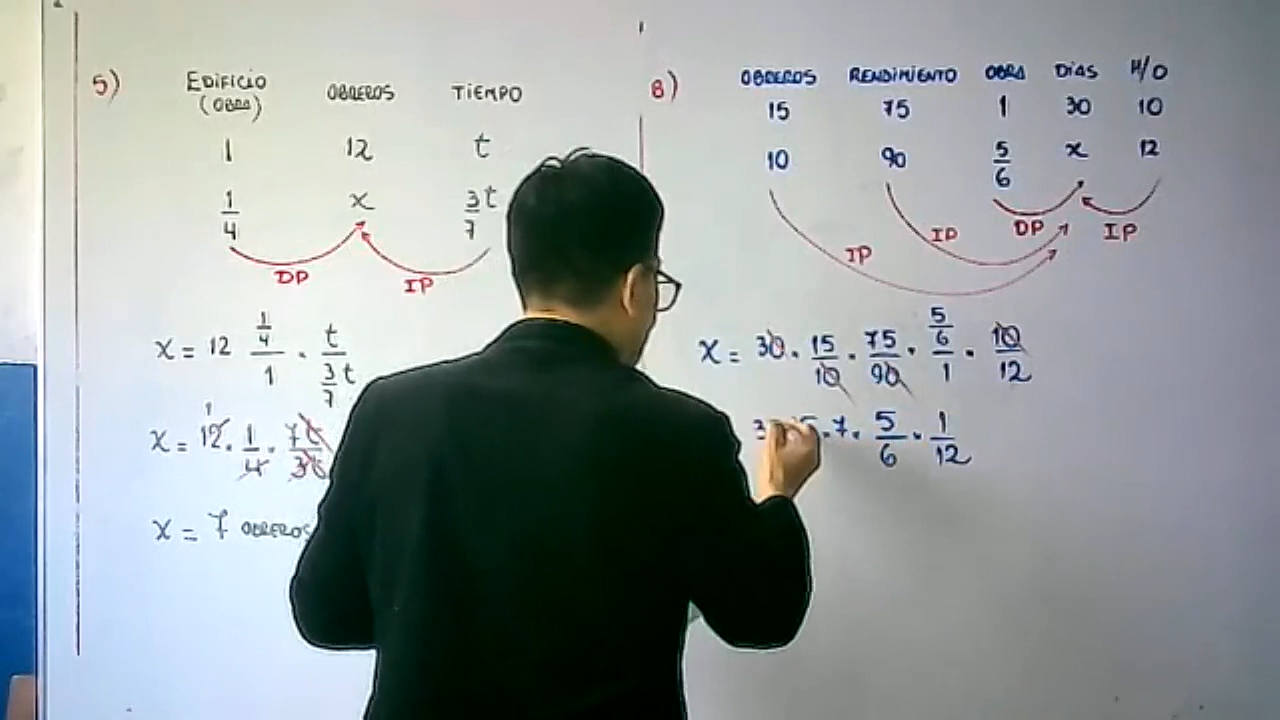 5)
EDIFICIO OBREROS TIEMPO
(OBRA)
1 12 t
1/4 x 3/7 t
DP IP
x = 12 (1/4)/1 · t/(3/7 t)
x = 12 · 1/4 · 7t/3t
1
x = 7 OBREROS
8)
OBREROS RENDIMIENTO OBRA DÍAS H/D
15 75 1 30 10
10 90 5/6 x 12
IP IP DP IP
x = 30 · 15/10 · 75/90 · (5/6)/1 · 10/12
· 7 · 5/6 · 1/12